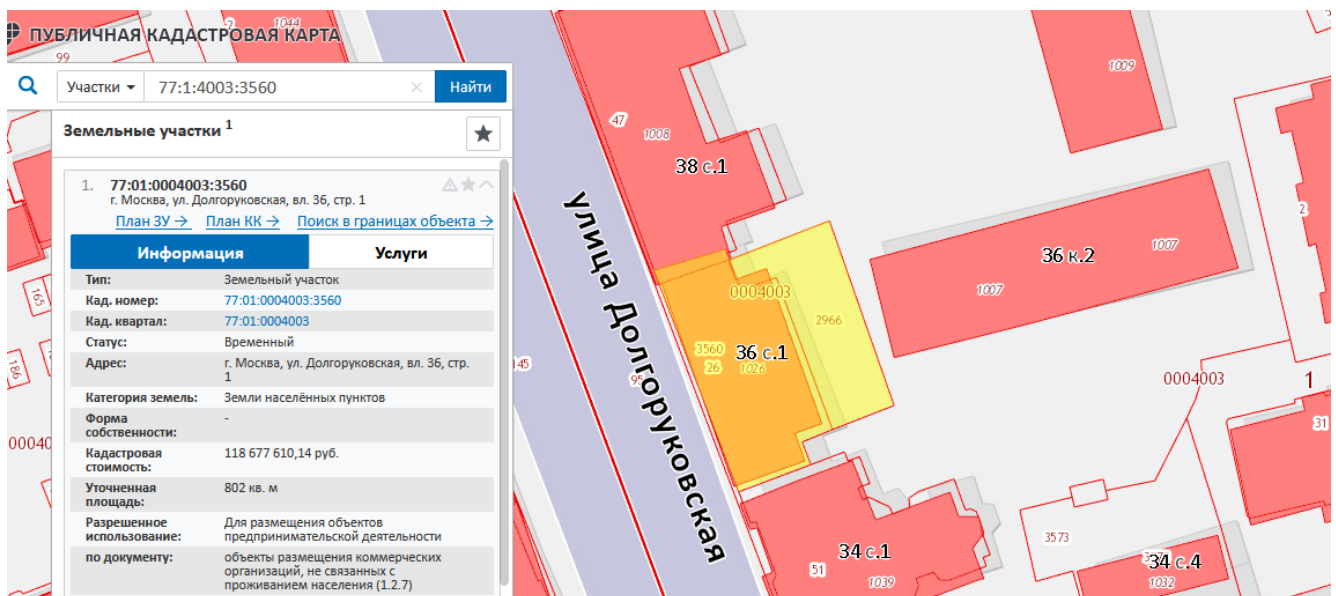 1044
ПУБЛИЧНАЯ КАДАСТРОВАЯ КАРТА
99
Участки
77:1:4003:3560
Найти
Земельные участки 1
1. 77:01:0004003:3560
г. Москва, ул. Долгоруковская, вл. 36, стр. 1
План ЗУ → План КК → Поиск в границах объекта →
Информация Услуги
Тип: Земельный участок
Кад. номер: 77:01:0004003:3560
Кад. квартал: 77:01:0004003
Статус: Временный
Адрес: г. Москва, ул. Долгоруковская, вл. 36, стр.
1
Категория земель: Земли населённых пунктов
Форма
собственности: -
Кадастровая
стоимость: 118 677 610,14 руб.
Уточненная
площадь: 802 кв. м
Разрешенное
использование: Для размещения объектов
предпринимательской деятельности
по документу: объекты размещения коммерческих
организаций, не связанных с
проживанием населения (1.2.7)
165
186
00040
145
95
улица Долгоруковская
47
1008
38 с.1
1009
2
36 к.2
1007
1007
0004003
2966
3560
26
36 с.1
1026
0004003
1
31
34 с.1
51
1039
3573
34 с.4
1032